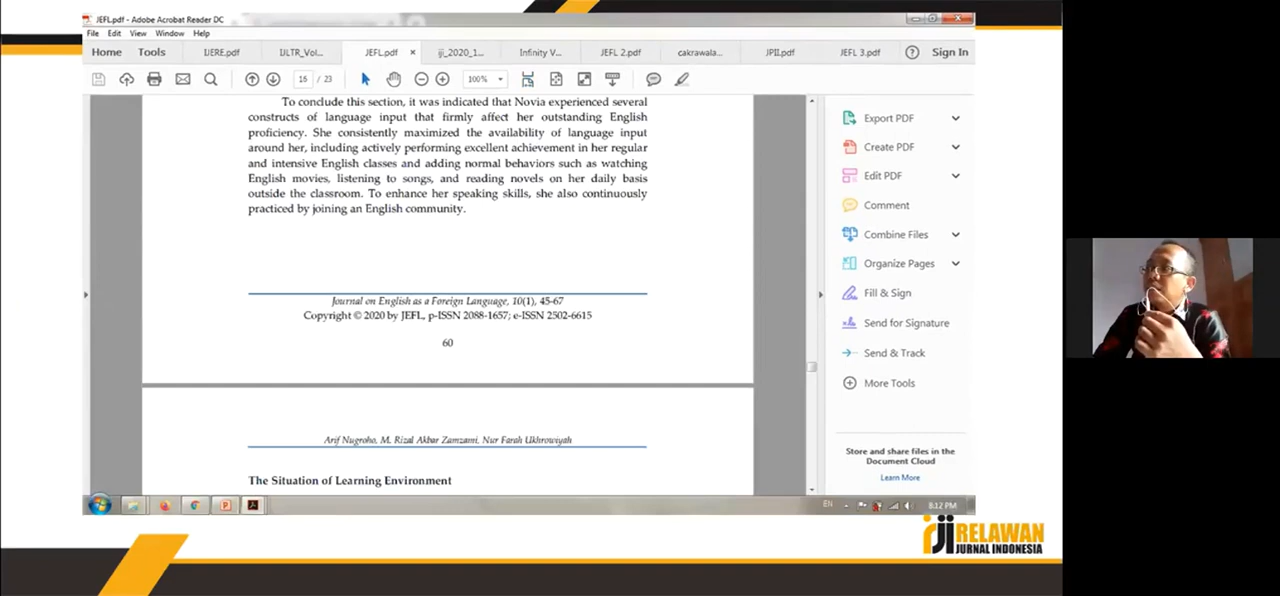 JEFL.pdf - Adobe Acrobat Reader DC
File Edit View Window Help
Home Tools IJERE.pdf IJLTR_Vol... JEFL.pdf × iji_2020_1... Infinity V... JEFL 2.pdf cakrawala... JPII.pdf JEFL 3.pdf Sign In
16 / 23 100%
To conclude this section, it was indicated that Novia experienced several
constructs of language input that firmly affect her outstanding English
proficiency. She consistently maximized the availability of language input
around her, including actively performing excellent achievement in her regular
and intensive English classes and adding normal behaviors such as watching
English movies, listening to songs, and reading novels on her daily basis
outside the classroom. To enhance her speaking skills, she also continuously
practiced by joining an English community.
Journal on English as a Foreign Language, 10(1), 45-67
Copyright © 2020 by JEFL, p-ISSN 2088-1657; e-ISSN 2502-6615
60
Arif Nugroho, M. Rizal Akbar Zamzami, Nur Farah Ukhrowiyah
The Situation of Learning Environment
Export PDF
Create PDF
Edit PDF
Comment
Combine Files
Organize Pages
Fill & Sign
Send for Signature
Send & Track
More Tools
Store and share files in the
Document Cloud
Learn More
EN 8:12 PM
rji RELAWAN
JURNAL INDONESIA